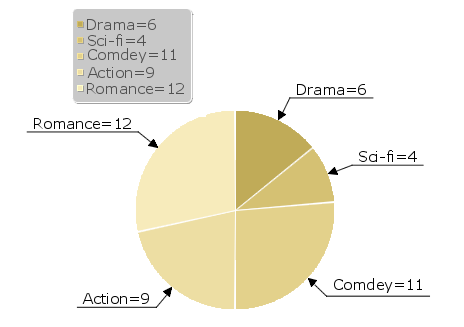 Drama=6
Sci-fi=4
Comdey=11
Action=9
Romance=12
Drama=6
Romance=12
Sci-fi=4
Comdey=11
Action=9